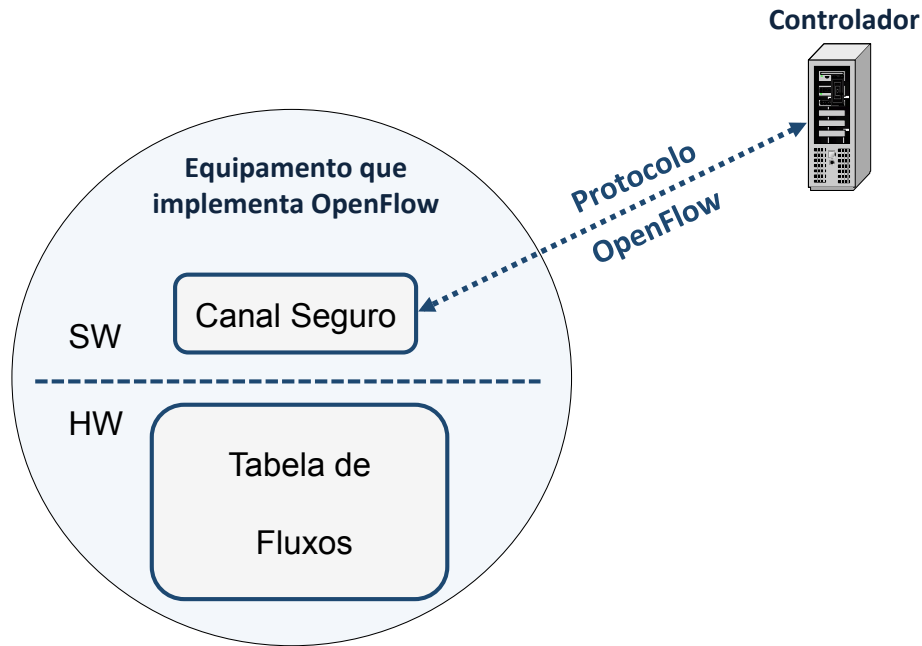 Controlador
Equipamento que
implementa OpenFlow
Protocolo
OpenFlow
Canal Seguro
SW
HW
Tabela de
Fluxos